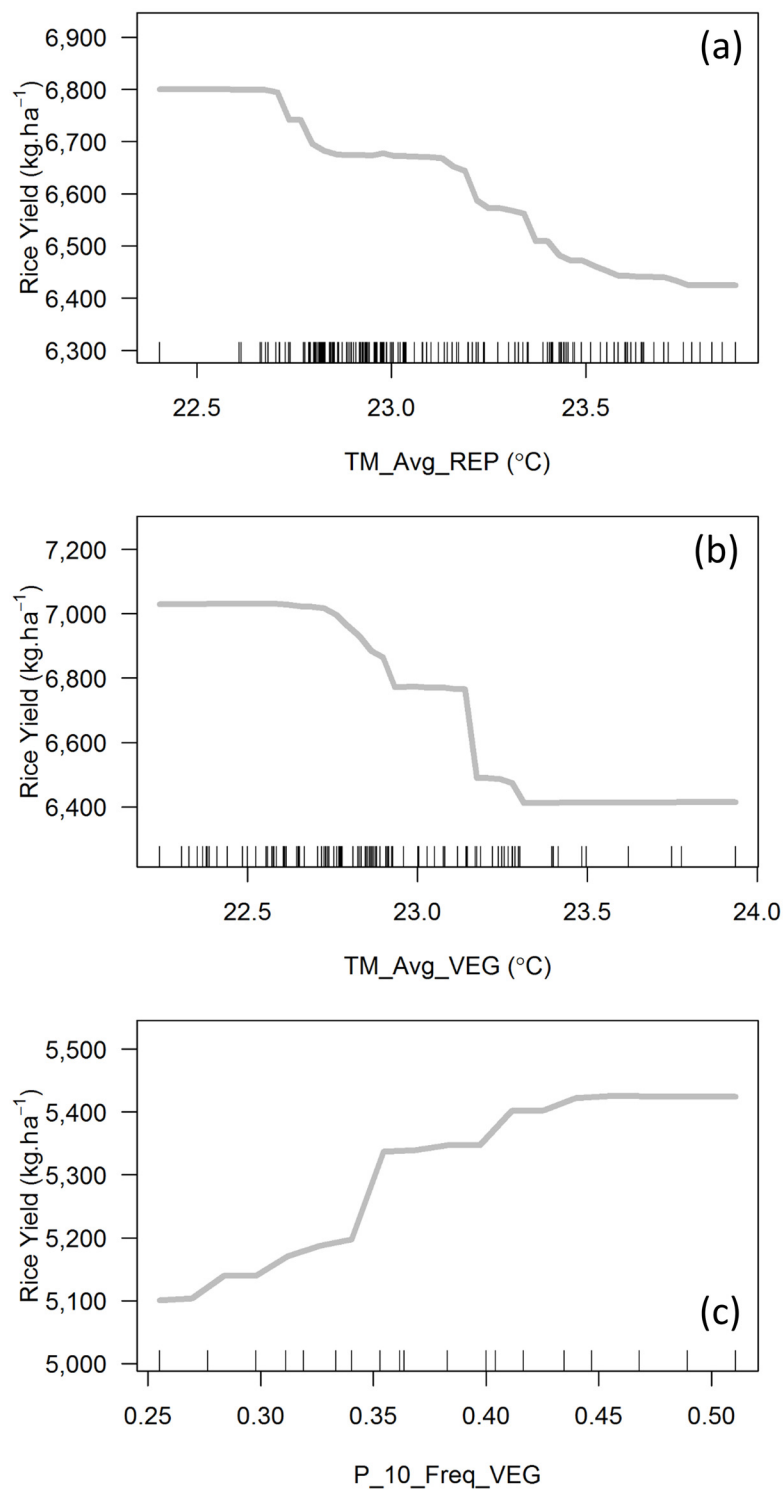 (a)
Rice Yield (kg.ha⁻¹)
6,900
6,800
6,700
6,600
6,500
6,400
6,300
22.5 23.0 23.5
TM_Avg_REP (°C)
(b)
Rice Yield (kg.ha⁻¹)
7,200
7,000
6,800
6,600
6,400
22.5 23.0 23.5 24.0
TM_Avg_VEG (°C)
Rice Yield (kg.ha⁻¹)
5,500
5,400
5,300
5,200
5,100
5,000
(c)
0.25 0.30 0.35 0.40 0.45 0.50
P_10_Freq_VEG